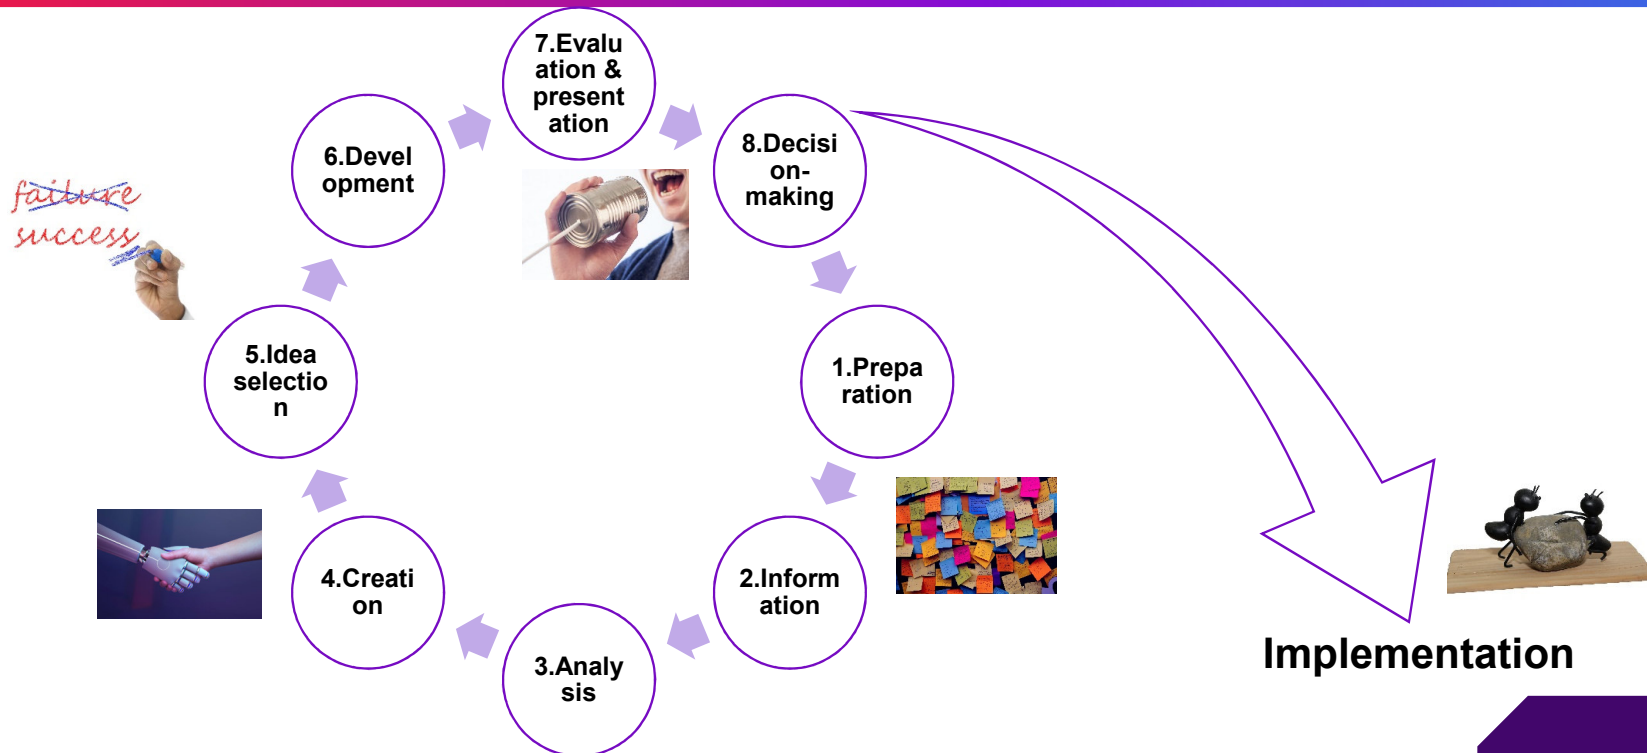 7.Evalu
ation &
present
ation
6.Devel
opment
8.Decisi
on-
making
failure
success
5.Idea
selectio
n
1.Prepa
ration
4.Creati
on
2.Inform
ation
3.Analy
sis
Implementation